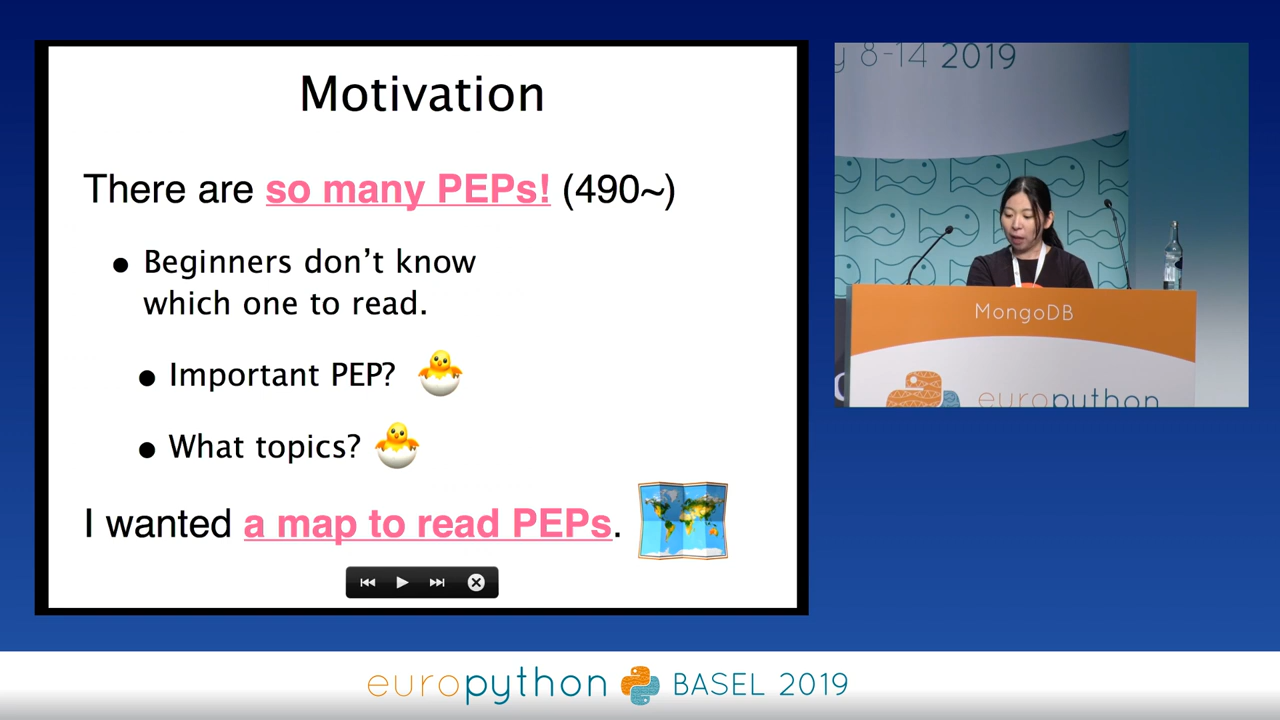 Motivation
There are so many PEPs! (490~)
• Beginners don't know
which one to read.
• Important PEP?
• What topics?
I wanted a map to read PEPs.
8-14 2019
MongoDB
europython
europython BASEL 2019